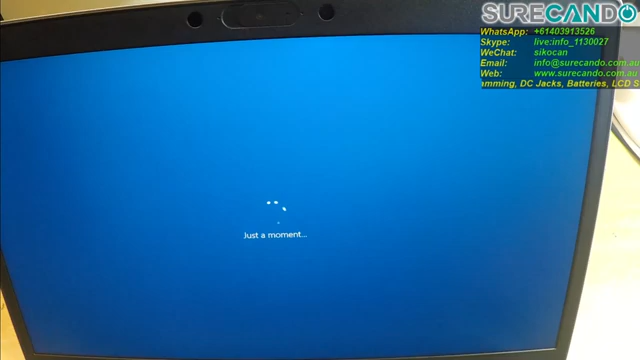 SURECANDO
WhatsApp: +61403913526
Skype: live:info_1130027
WeChat: sikocan
Email: info@surecando.com.au
Web: www.surecando.com.au
amming, DC Jacks, Batteries, LCD S
Just a moment...